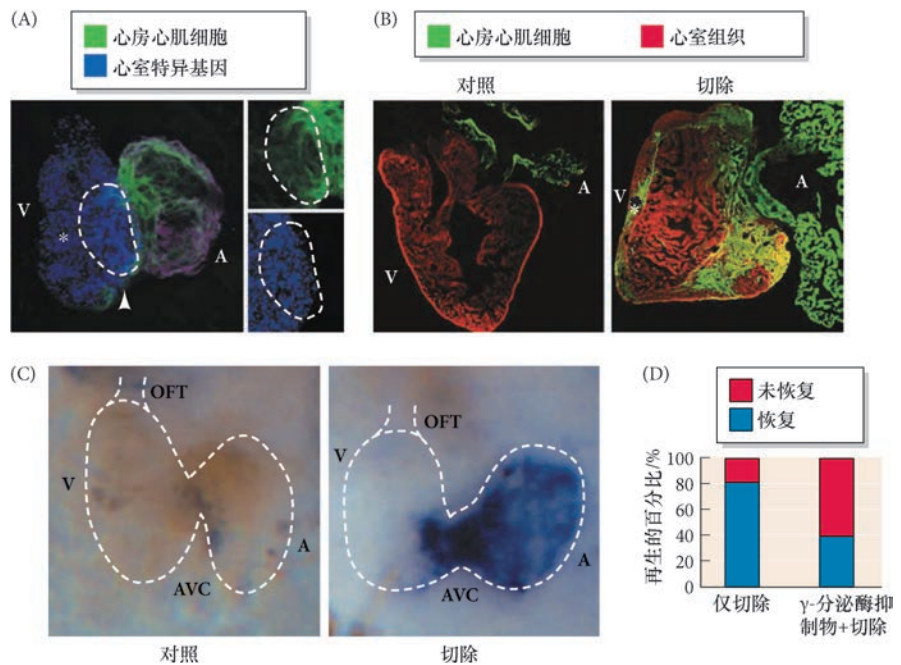 (A)
心房心肌细胞
心室特异基因
V
*
A
(B)
心房心肌细胞
心室组织
对照
切除
A
V
V
*
A
(C)
OFT
V
A
AVC
对照
OFT
V
A
AVC
切除
(D)
未恢复
恢复
再生的百分比/%
100
80
60
40
20
0
仅切除
γ-分泌酶抑
制物+切除